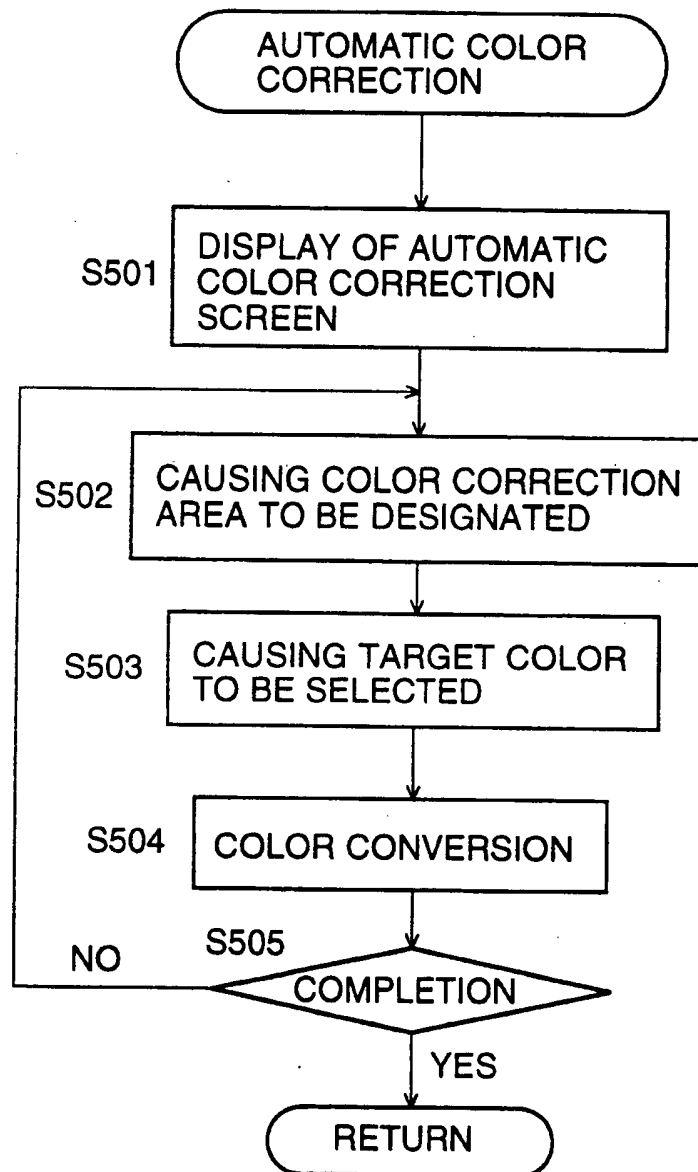 AUTOMATIC COLOR
CORRECTION
S501
DISPLAY OF AUTOMATIC
COLOR CORRECTION
SCREEN
S502
CAUSING COLOR CORRECTION
AREA TO BE DESIGNATED
S503
CAUSING TARGET COLOR
TO BE SELECTED
S504
COLOR CONVERSION
S505
NO
COMPLETION
YES
RETURN